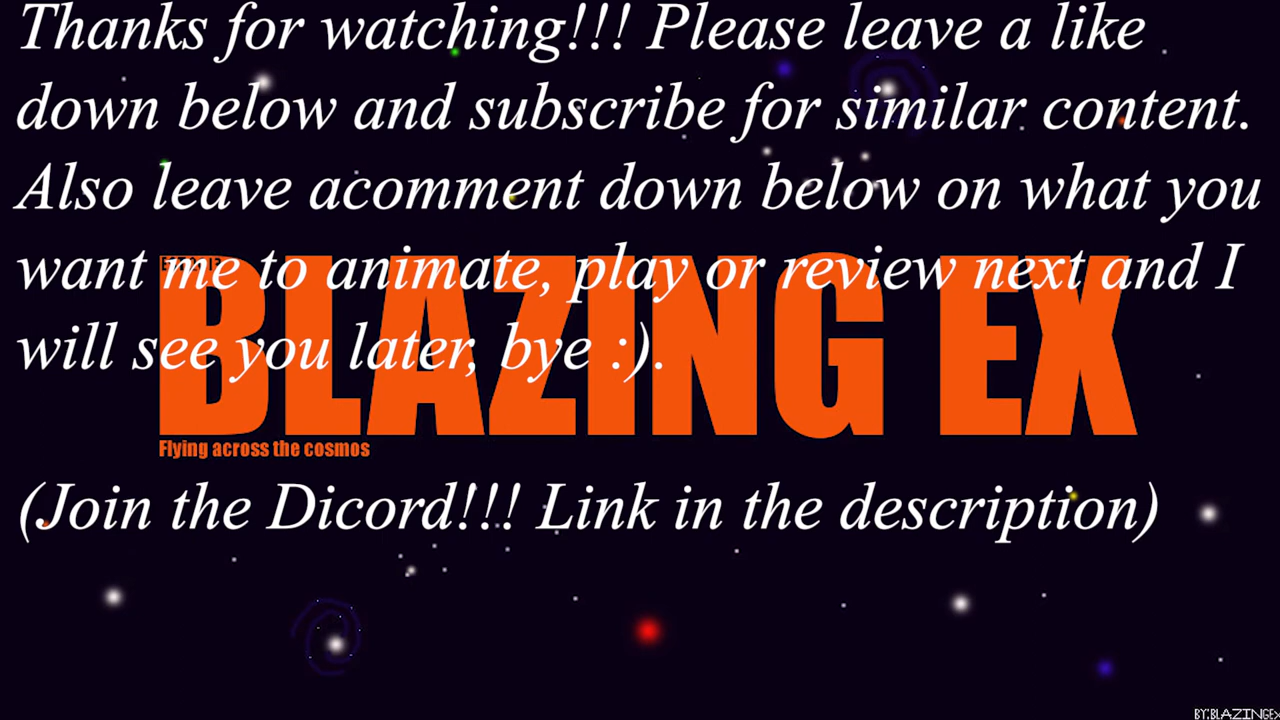 Thanks for watching!!! Please leave a like
down below and subscribe for similar content.
Also leave acomment down below on what you
want me to animate, play or review next and I
will see you later, bye :).
BLAZING EX
Flying across the cosmos
(Join the Dicord!!! Link in the description)
BY:BLAZINGEX